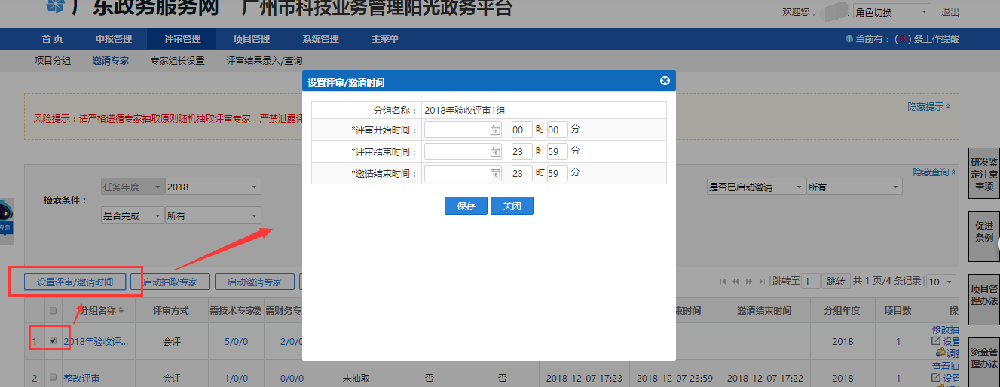 广东政务服务网 广州市科技业务管理阳光政务平台
欢迎您， 角色切换 退出
首 页 申报管理 评审管理 项目管理 系统管理 主菜单 当前有：( 3 ) 条工作提醒
项目分组 邀请专家 专家组长设置 评审结果录入/查询
设置评审/邀请时间
风险提示：请严格遵循专家抽取原则随机抽取评审专家，严禁泄露评
隐藏提示
分组名称： 2018年验收评审1组
*评审开始时间： 00 时 00 分
*评审结束时间： 23 时 59 分
*邀请结束时间： 23 时 59 分
保存 关闭
隐藏查询
检索条件： 任务年度 2018 是否已启动邀请 所有
是否完成 所有
咨询
研发鉴
定注意
事项
促进
条例
项目管
理办法
资金管
理办法
设置评审/邀请时间 启动抽取专家 启动邀请专家 跳转至 1 跳转 共 1 页/4 条记录 10
分组名称 评审方式 需技术专家数 需财务专 束时间 邀请结束时间 分组年度 项目数 操
1 2018年验收评... 会评 5/0/0 2/0/0 2018 1 修改抽
设置
调整
2 整改评审 会评 1/0/0 0/0/0 未抽取 否 否 2018-12-07 17:23 2018-12-07 23:59 2018-12-07 17:22 2018 1 查看抽
设置